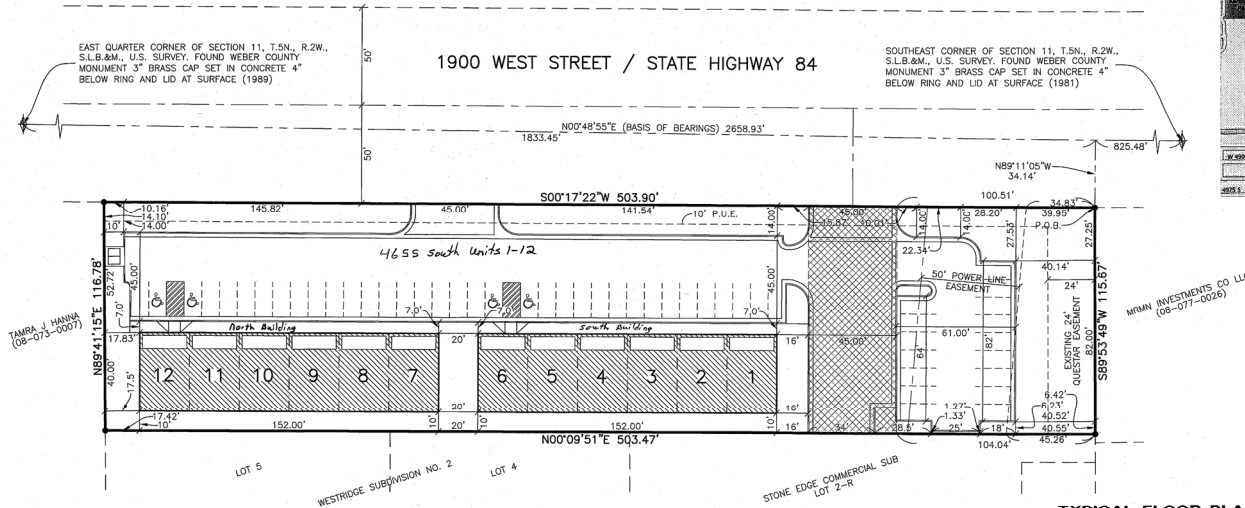 EAST QUARTER CORNER OF SECTION 11, T.5N., R.2W.,
S.L.B.&M., U.S. SURVEY. FOUND WEBER COUNTY
MONUMENT 3" BRASS CAP SET IN CONCRETE 4"
BELOW RING AND LID AT SURFACE (1989)
50'
1900 WEST STREET / STATE HIGHWAY 84
SOUTHEAST CORNER OF SECTION 11, T.5N., R.2W.,
S.L.B.&M., U.S. SURVEY. FOUND WEBER COUNTY
MONUMENT 3" BRASS CAP SET IN CONCRETE 4"
BELOW RING AND LID AT SURFACE (1981)
N00°48'55"E (BASIS OF BEARINGS) 2658.93'
1833.45'
825.48'
50'
N89°11'05"W
34.14'
S00°17'22"W 503.90'
100.51'
34.83'
10.16'
14.10'
14.00'
10'
145.82'
45.00'
141.54'
10' P.U.E.
14.00'
45.00'
15.87'
10.01'
14.00'
28.20'
14.00'
39.95'
P.O.B.
27.53'
27.25'
22.34'
4655 South Units 1-12
N89°41'15"E 116.78'
52.72'
45.00'
45.00'
50' POWER LINE
EASEMENT
40.14'
24'
EXISTING 24'
QUESTAR EASEMENT
82.00'
S89°53'49"W 115.67'
TAMRA J HANNA
(08-073-0007)
MRMN INVESTMENTS CO LLC
(08-077-0026)
7.0'
7.0'
7.0'
7.0'
North Building
South Building
17.83'
20'
16'
45.00'
61.00'
64'
82'
40.00'
17.5'
12 11 10 9 8 7
6 5 4 3 2 1
17.42'
10'
152.00'
10'
20'
20'
10'
152.00'
10'
16'
16'
34'
28.5'
1.27'
1.33'
25'
18'
6.42'
6.23'
40.52'
40.55'
45.26'
104.04'
N00°09'51"E 503.47'
LOT 5
WESTRIDGE SUBDIVISION NO. 2
LOT 4
STONE EDGE COMMERCIAL SUB
LOT 2-R